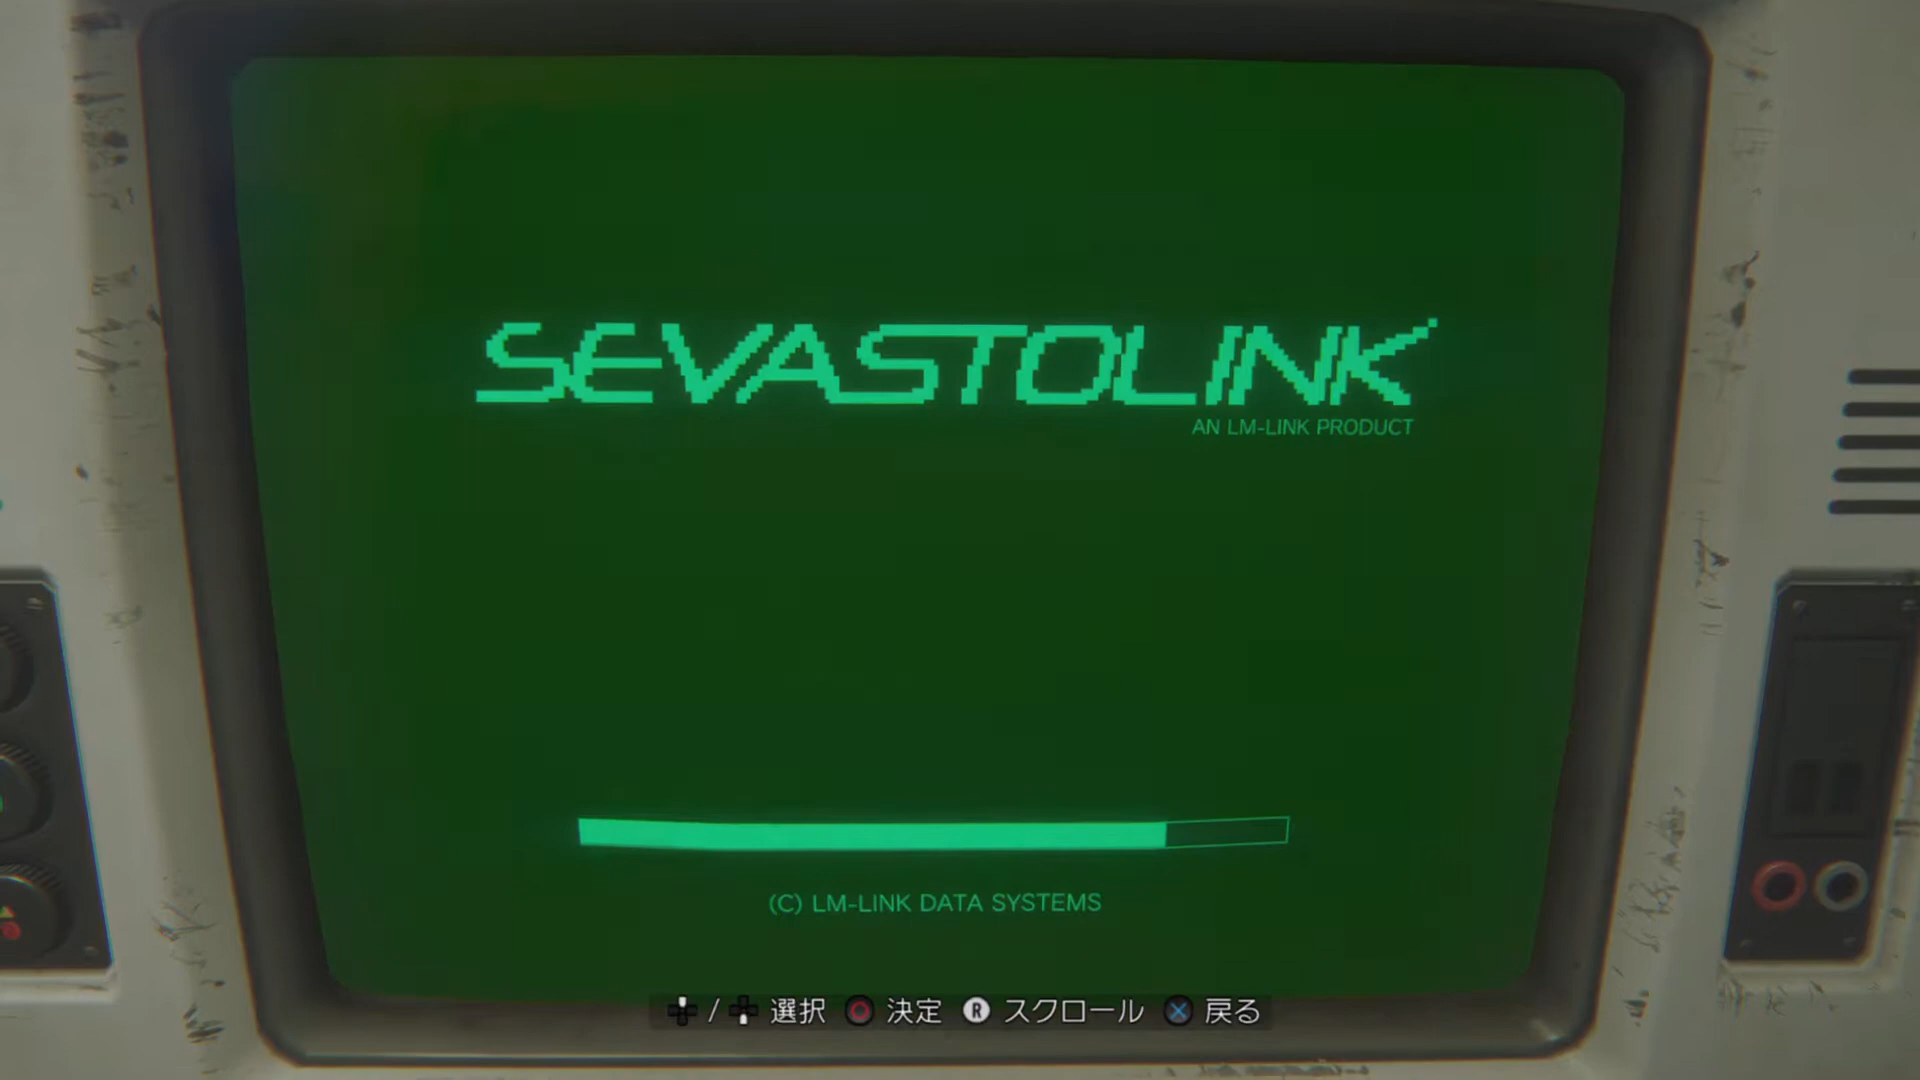 SEVASTOLINK
AN LM-LINK PRODUCT
(C) LM-LINK DATA SYSTEMS
/ 選択 決定 R スクロール 戻る